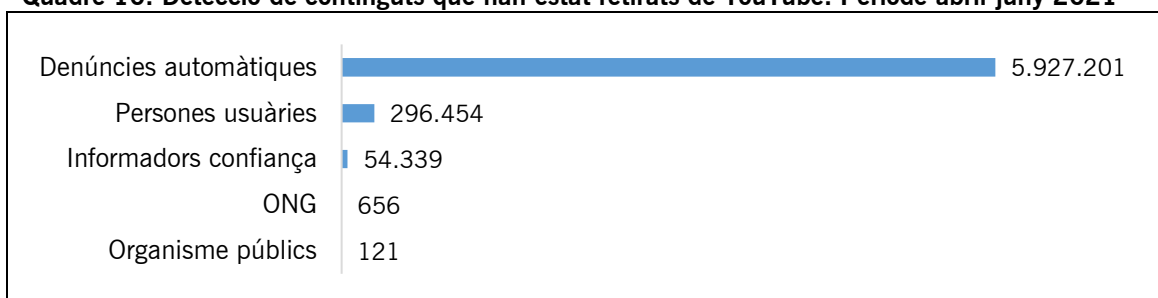 Quadre 16. Detecció de continguts que han estat retirats de YouTube. Període abril-juny 2021
Denúncies automàtiques 5.927.201
Persones usuàries 296.454
Informadors confiança 54.339
ONG 656
Organisme públics 121